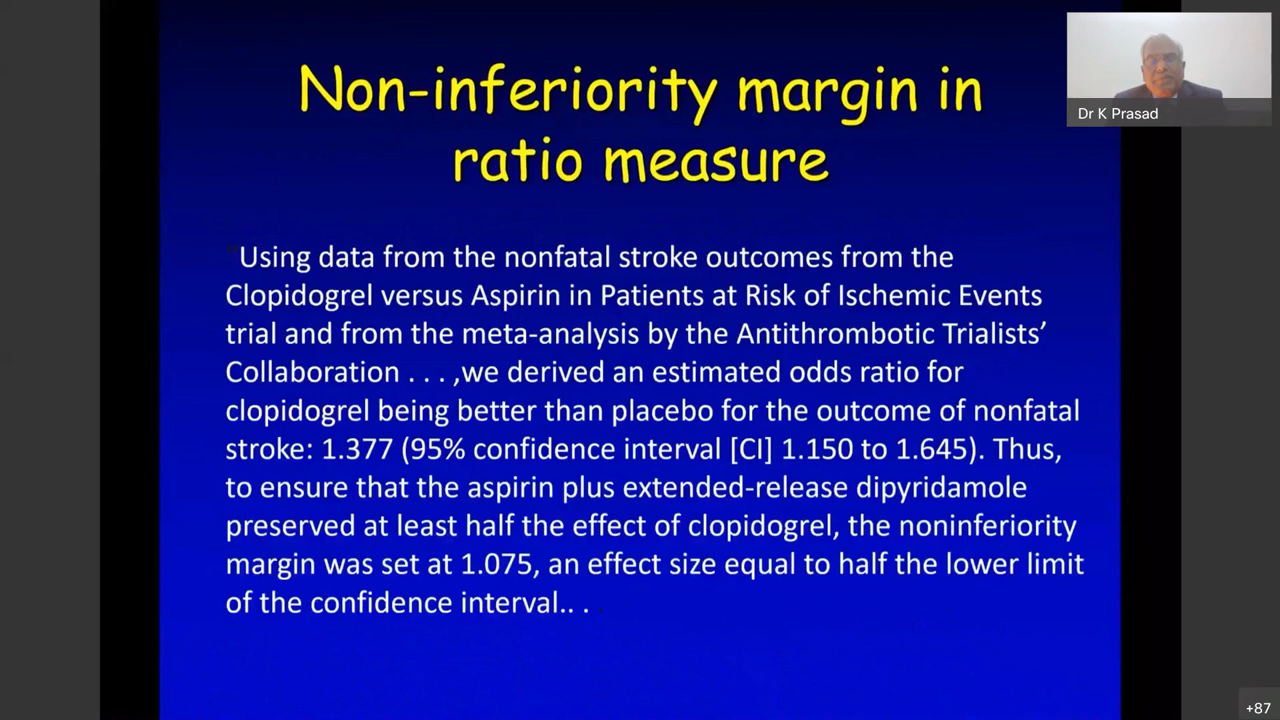 Non-inferiority margin in
ratio measure
Dr K Prasad
"Using data from the nonfatal stroke outcomes from the
Clopidogrel versus Aspirin in Patients at Risk of Ischemic Events
trial and from the meta-analysis by the Antithrombotic Trialists’
Collaboration . . . ,we derived an estimated odds ratio for
clopidogrel being better than placebo for the outcome of nonfatal
stroke: 1.377 (95% confidence interval [CI] 1.150 to 1.645). Thus,
to ensure that the aspirin plus extended-release dipyridamole
preserved at least half the effect of clopidogrel, the noninferiority
margin was set at 1.075, an effect size equal to half the lower limit
of the confidence interval.. . .
+87